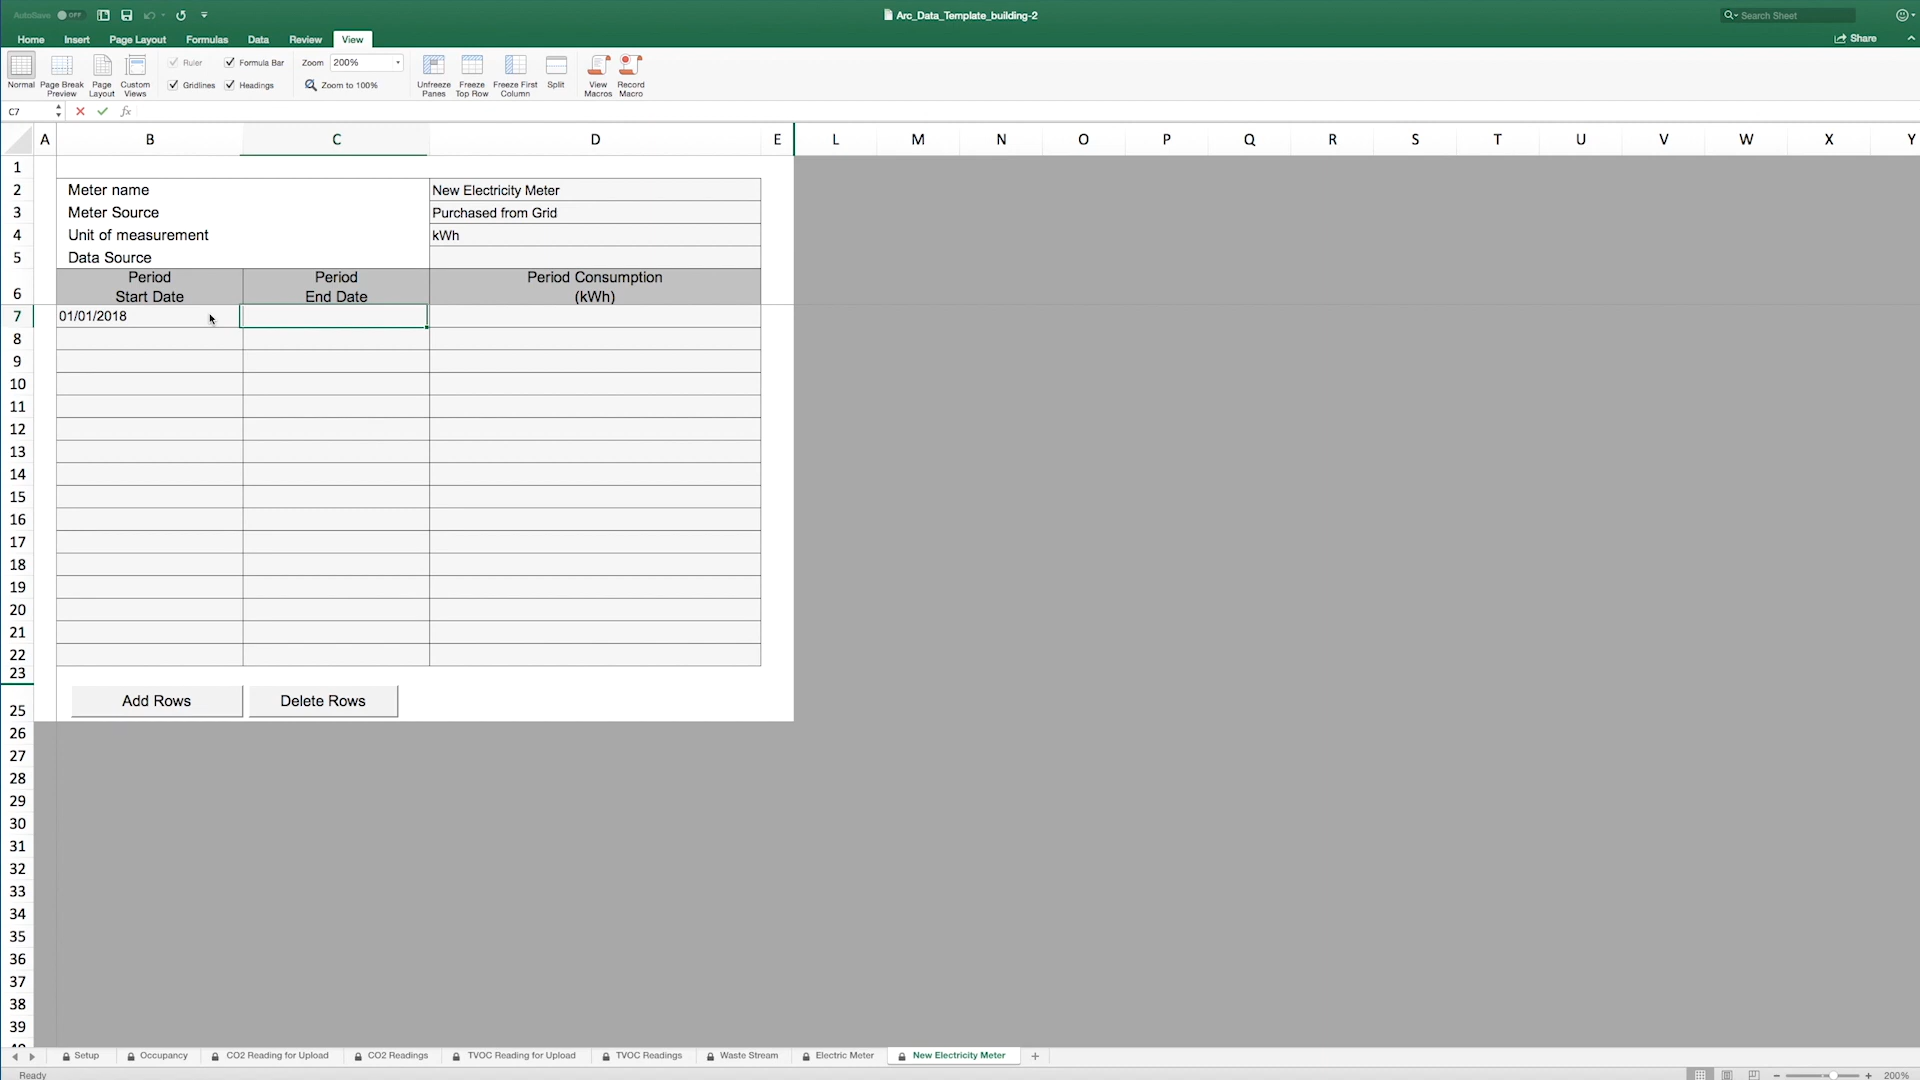 AutoSave OFF
Arc_Data_Template_building-2
Search Sheet
Home Insert Page Layout Formulas Data Review View
Share
Normal Page Break Preview Page Layout Custom Views
Ruler Formula Bar Zoom 200%
Gridlines Headings Zoom to 100%
Unfreeze Panes Freeze Top Row Freeze First Column Split View Macros Record Macro
C7 fx
A B C D E L M N O P Q R S T U V W X Y
1
2 Meter name New Electricity Meter
3 Meter Source Purchased from Grid
4 Unit of measurement kWh
5 Data Source
Period Period Period Consumption
6 Start Date End Date (kWh)
7 01/01/2018
8
9
10
11
12
13
14
15
16
17
18
19
20
21
22
23
Add Rows Delete Rows
25
26
27
28
29
30
31
32
33
34
35
36
37
38
39
Setup Occupancy CO2 Reading for Upload CO2 Readings TVOC Reading for Upload TVOC Readings Waste Stream Electric Meter New Electricity Meter +
Ready 200%